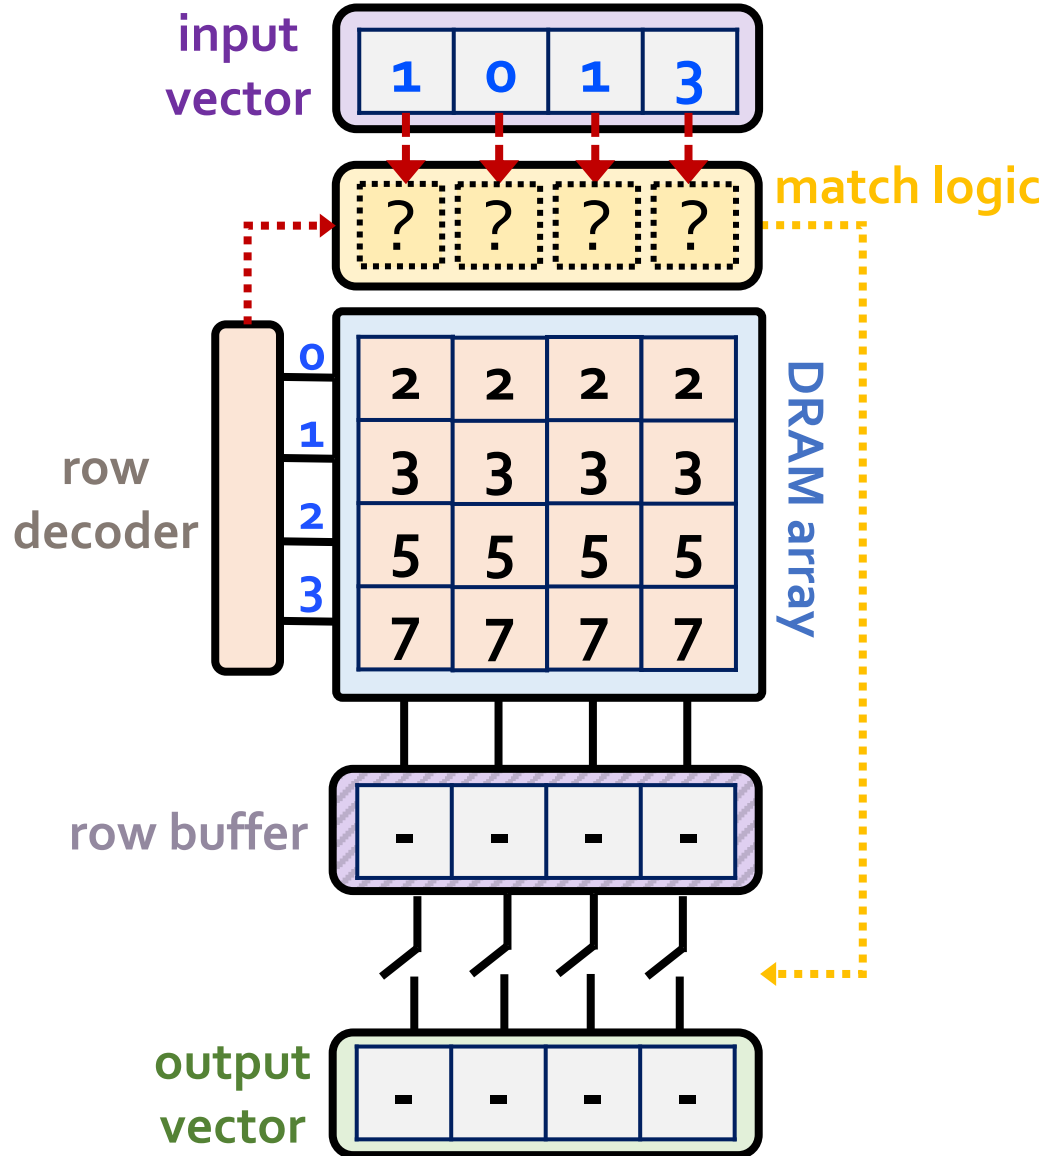 input
vector
1 0 1 3
? ? ? ?
match logic
row
decoder
0
1
2
3
2 2 2 2
3 3 3 3
5 5 5 5
7 7 7 7
DRAM array
row buffer
- - - -
output
vector
- - - -